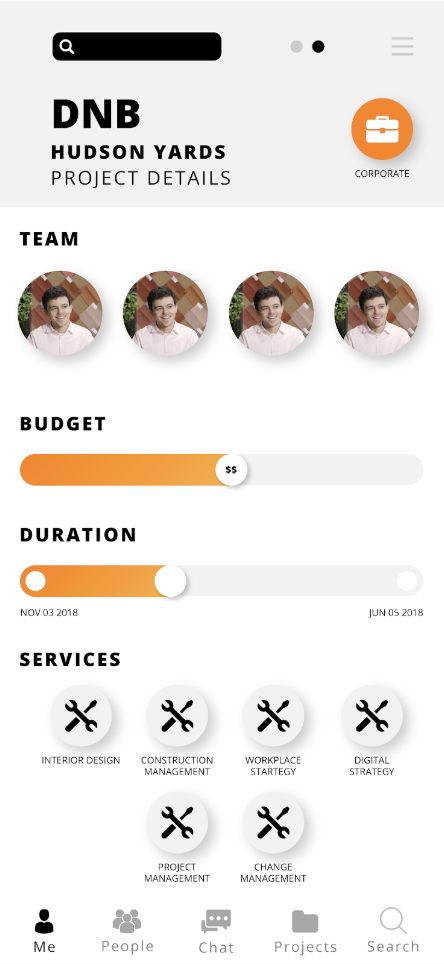 DNB
HUDSON YARDS
PROJECT DETAILS
CORPORATE
TEAM
BUDGET
$$
DURATION
NOV 03 2018
JUN 05 2018
SERVICES
INTERIOR DESIGN
CONSTRUCTION
MANAGEMENT
WORKPLACE
STARTEGY
DIGITAL
STRATEGY
PROJECT
MANAGEMENT
CHANGE
MANAGEMENT
Me
People
Chat
Projects
Search